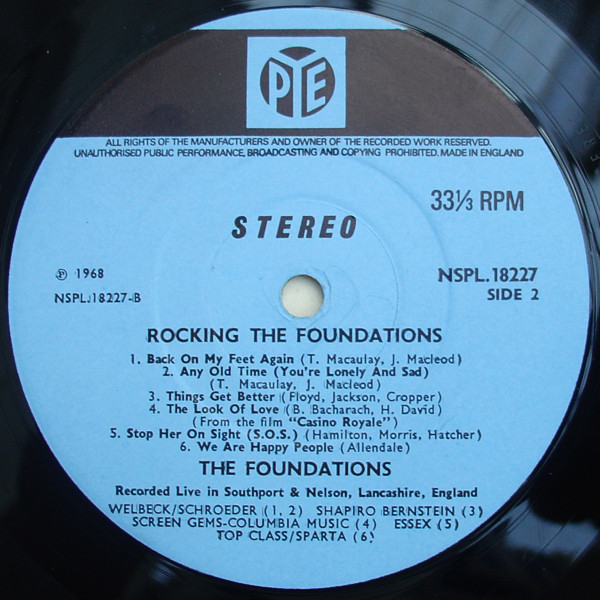 PYE
ALL RIGHTS OF THE MANUFACTURERS AND OWNER OF THE RECORDED WORK RESERVED.
UNAUTHORISED PUBLIC PERFORMANCE, BROADCASTING AND COPYING PROHIBITED. MADE IN ENGLAND
33⅓ RPM
STEREO
℗ 1968
NSPL.18227
NSPL.18227-B
SIDE 2
ROCKING THE FOUNDATIONS
1. Back On My Feet Again (T. Macaulay, J. Macleod)
2. Any Old Time (You're Lonely And Sad)
(T. Macaulay, J. Macleod)
3. Things Get Better (Floyd, Jackson, Cropper)
4. The Look Of Love (B. Bacharach, H. David)
(From the film "Casino Royale")
5. Stop Her On Sight (S.O.S.) (Hamilton, Morris, Hatcher)
6. We Are Happy People (Allendale)
THE FOUNDATIONS
Recorded Live in Southport & Nelson, Lancashire, England
WELBECK/SCHROEDER (1, 2) SHAPIRO BERNSTEIN (3)
SCREEN GEMS-COLUMBIA MUSIC (4) ESSEX (5)
TOP CLASS/SPARTA (6)